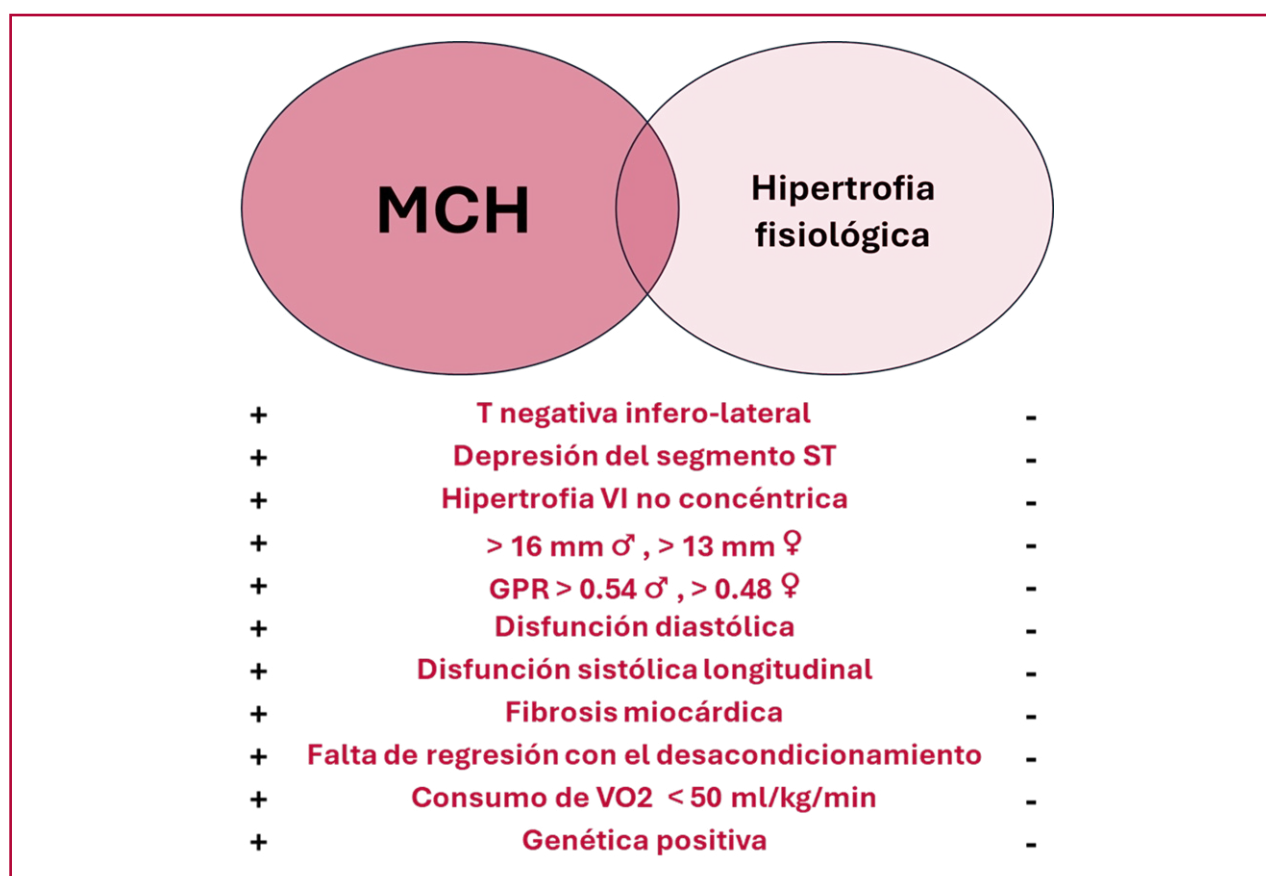 MCH
Hipertrofia
fisiológica
+ T negativa infero-lateral -
+ Depresión del segmento ST -
+ Hipertrofia VI no concéntrica -
+ > 16 mm ♂ , > 13 mm ♀ -
+ GPR > 0.54 ♂ , > 0.48 ♀ -
+ Disfunción diastólica -
+ Disfunción sistólica longitudinal -
+ Fibrosis miocárdica -
+ Falta de regresión con el desacondicionamiento -
+ Consumo de VO2 < 50 ml/kg/min -
+ Genética positiva -